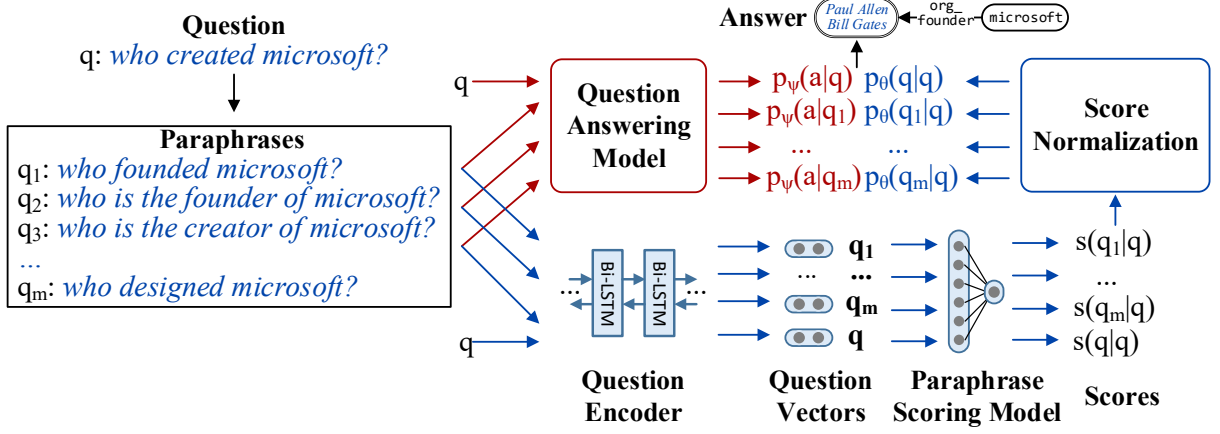 Question
q: who created microsoft?
Paraphrases
q1: who founded microsoft?
q2: who is the founder of microsoft?
q3: who is the creator of microsoft?
...
qm: who designed microsoft?
q
q
Question
Answering
Model
Answer
Paul Allen
Bill Gates
org_
founder
microsoft
pψ(a|q) pθ(q|q)
pψ(a|q1) pθ(q1|q)
... ...
pψ(a|qm) pθ(qm|q)
Score
Normalization
...
Bi-LSTM
Bi-LSTM
...
q1
... ...
qm
q
s(q1|q)
...
s(qm|q)
s(q|q)
Question
Encoder
Question
Vectors
Paraphrase
Scoring Model
Scores